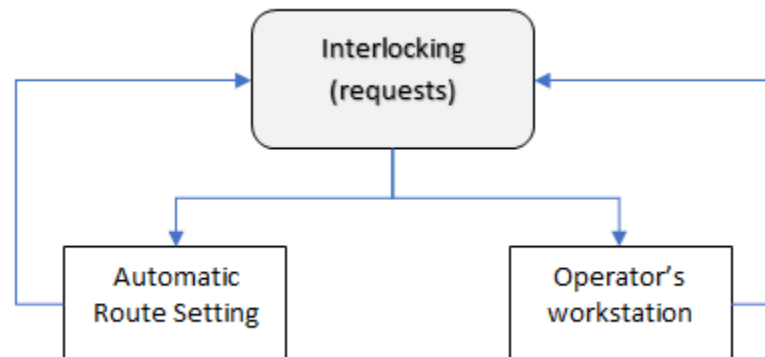 Interlocking
(requests)
Automatic
Route Setting
Operator’s
workstation